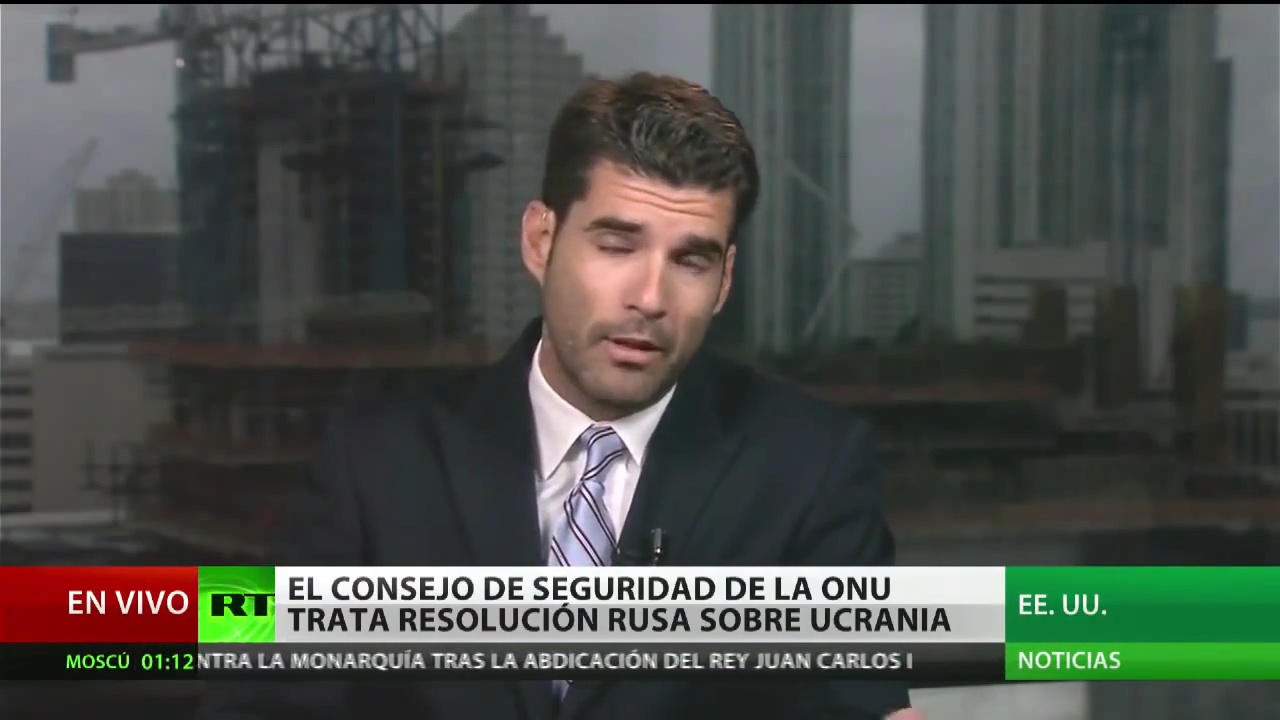 EN VIVO
RT
EL CONSEJO DE SEGURIDAD DE LA ONU
TRATA RESOLUCIÓN RUSA SOBRE UCRANIA
EE. UU.
MOSCÚ 01:12
NTRA LA MONARQUÍA TRAS LA ABDICACIÓN DEL REY JUAN CARLOS I
NOTICIAS